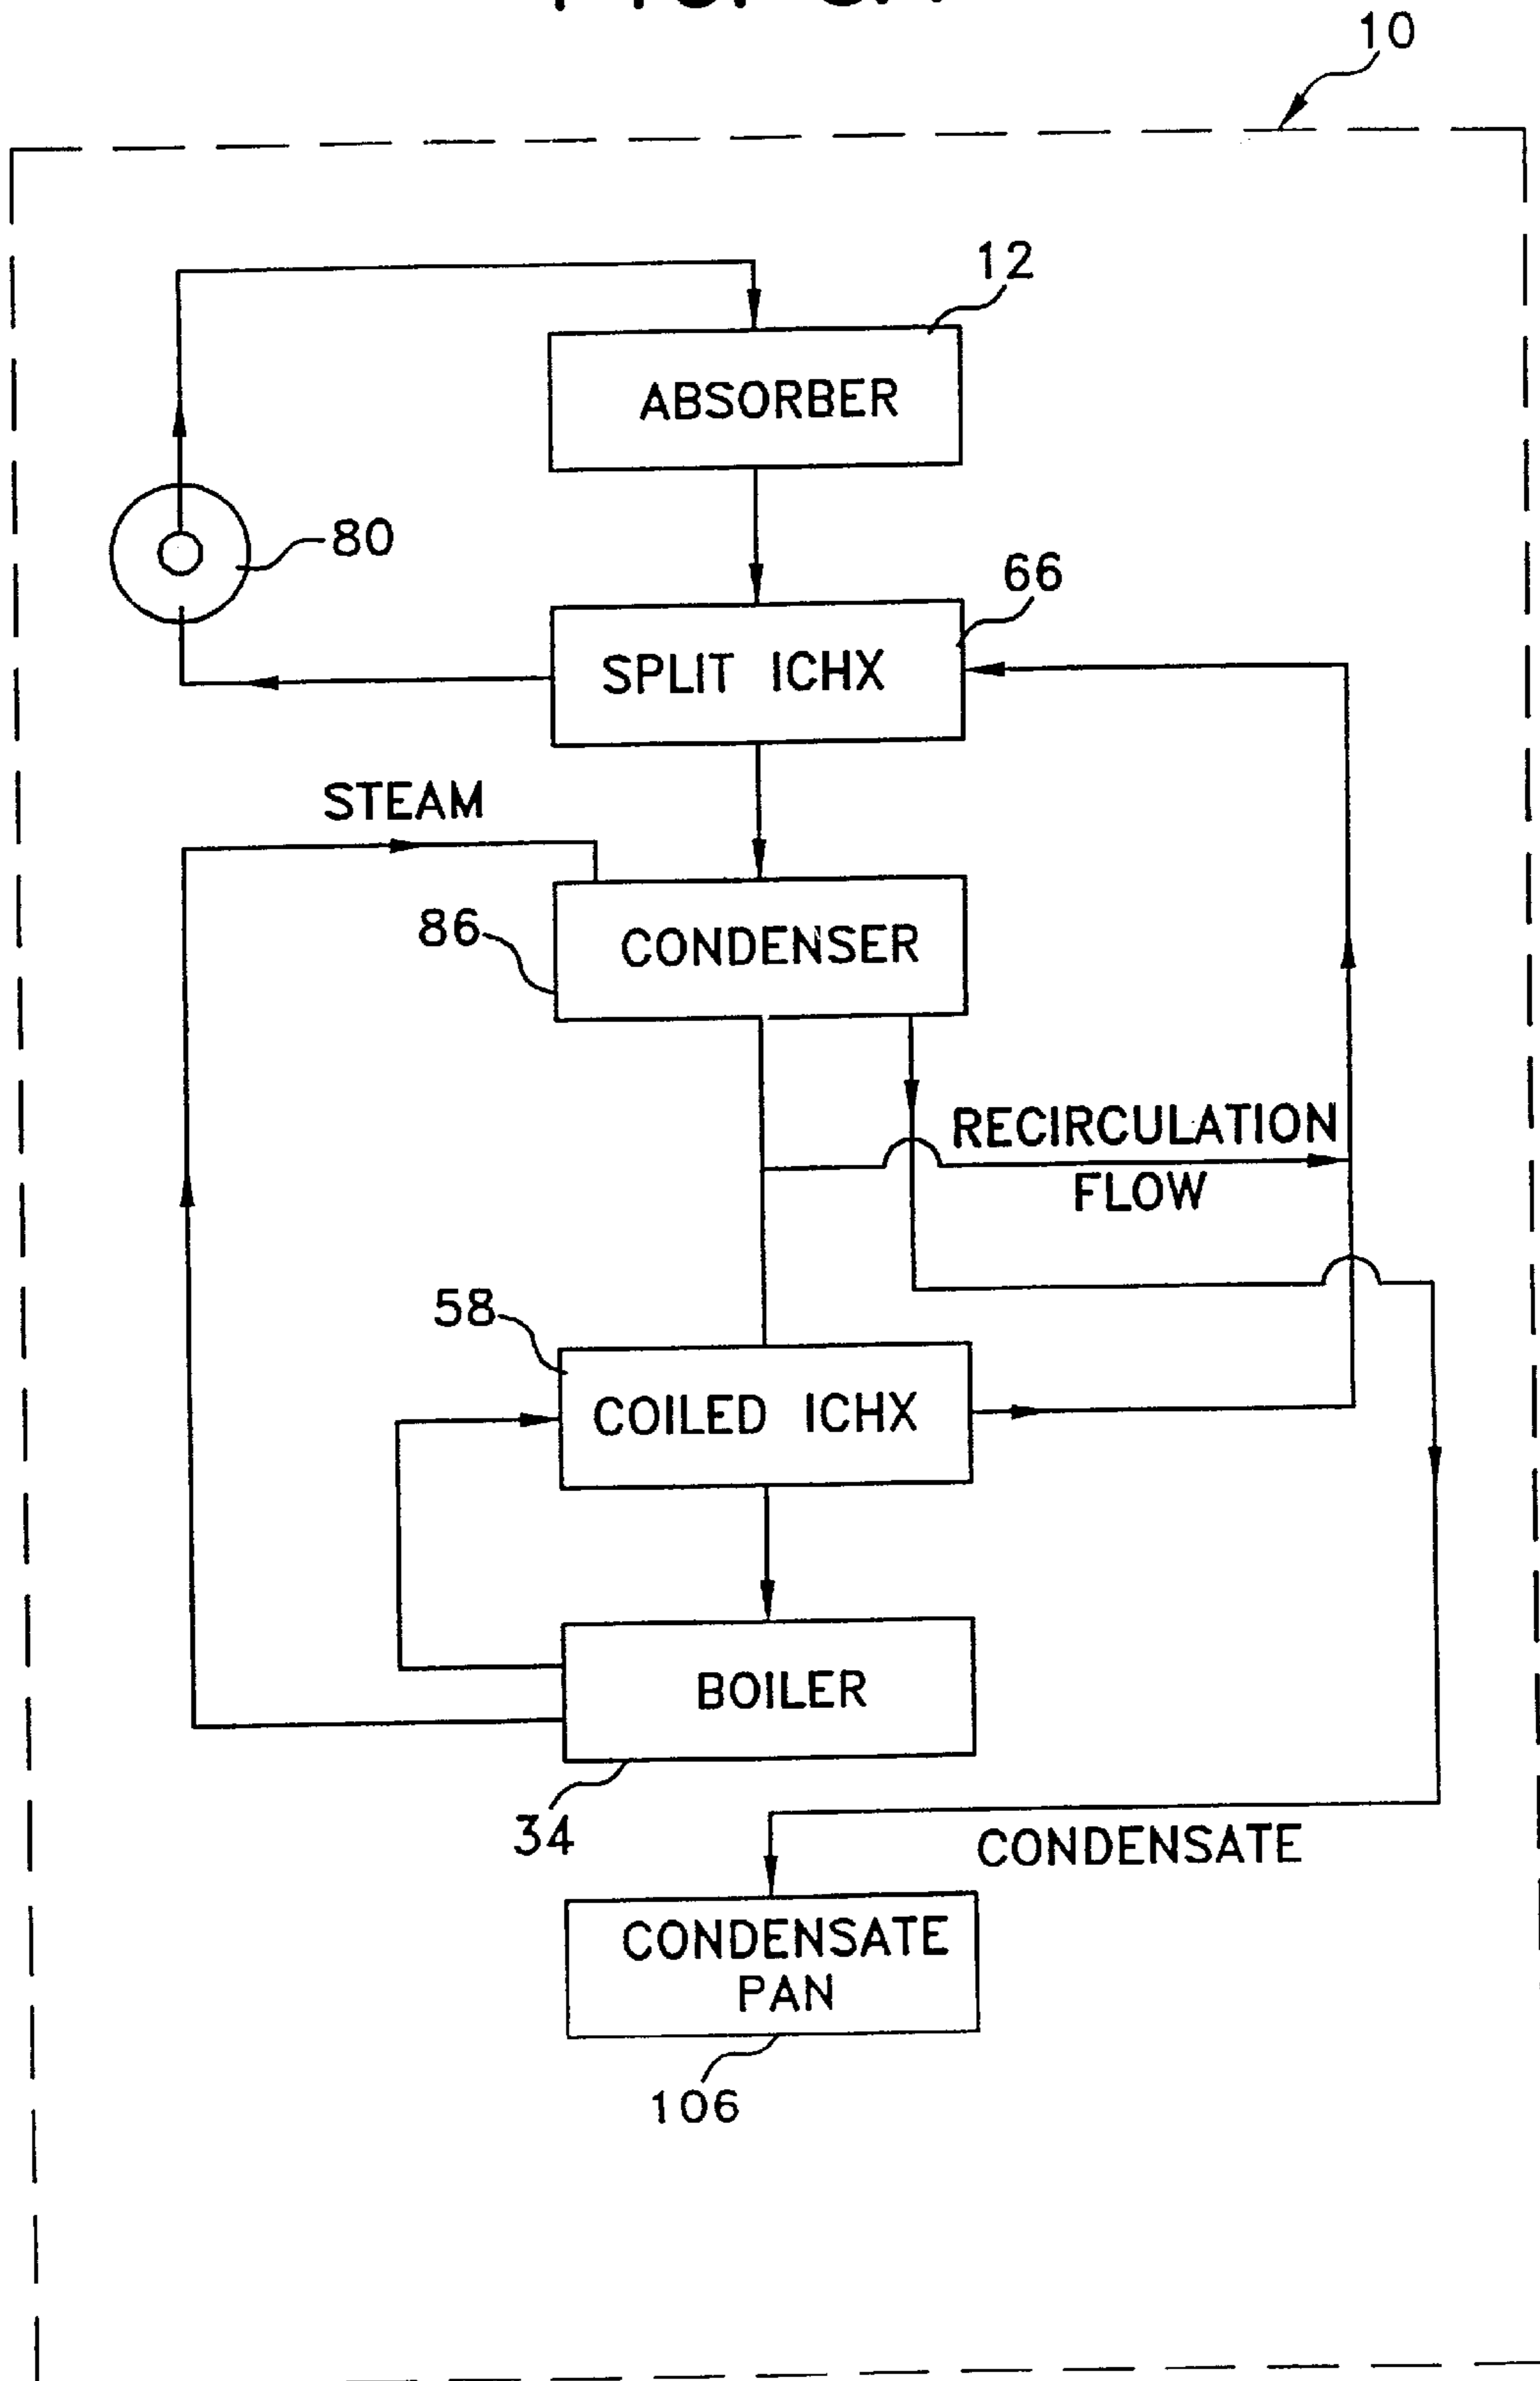 10
12
ABSORBER
80
66
SPLIT ICHX
STEAM
86
CONDENSER
RECIRCULATION
FLOW
58
COILED ICHX
BOILER
34
CONDENSATE
CONDENSATE
PAN
106